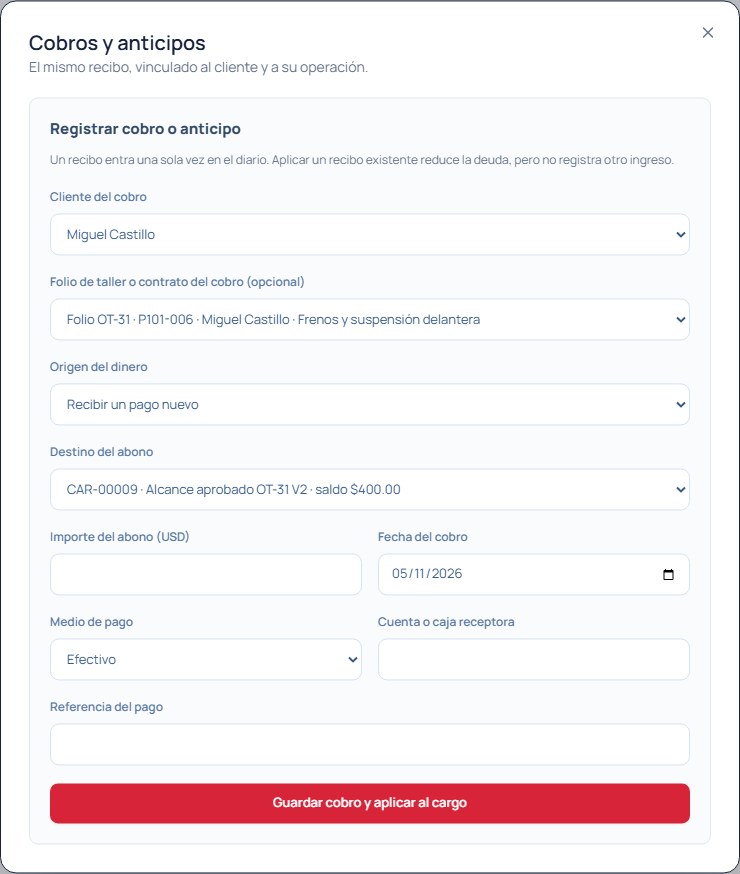 Cobros y anticipos
El mismo recibo, vinculado al cliente y a su operación.
Registrar cobro o anticipo
Un recibo entra una sola vez en el diario. Aplicar un recibo existente reduce la deuda, pero no registra otro ingreso.
Cliente del cobro
Miguel Castillo
Folio de taller o contrato del cobro (opcional)
Folio OT-31 · P101-006 · Miguel Castillo · Frenos y suspensión delantera
Origen del dinero
Recibir un pago nuevo
Destino del abono
CAR-00009 · Alcance aprobado OT-31 V2 · saldo $400.00
Importe del abono (USD)
Fecha del cobro
05/11/2026
Medio de pago
Cuenta o caja receptora
Efectivo
Referencia del pago
Guardar cobro y aplicar al cargo